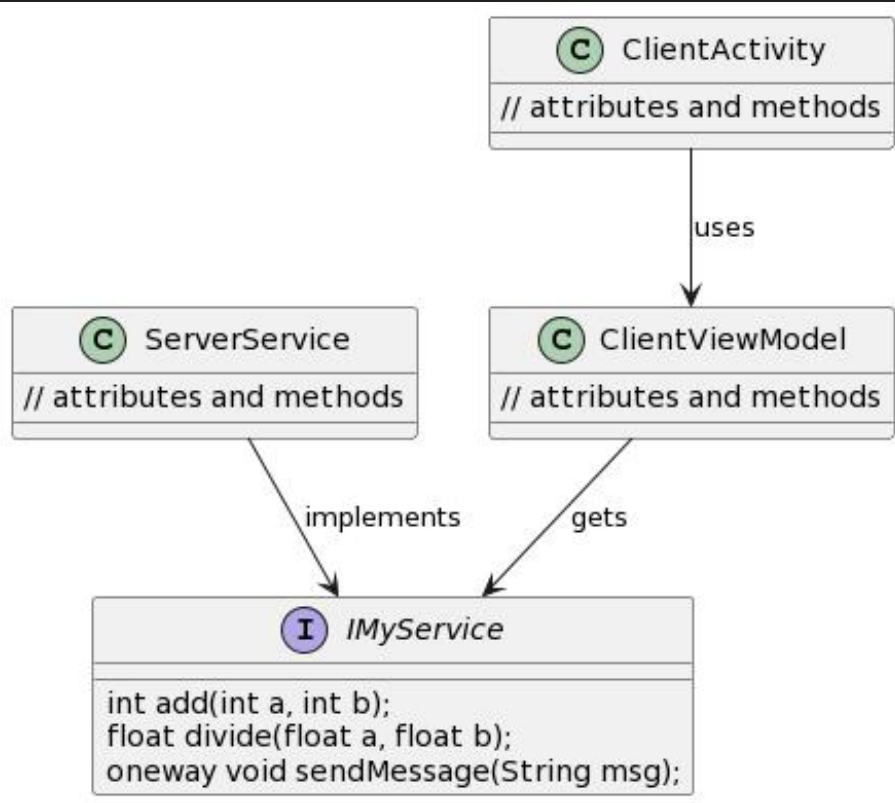 C ClientActivity
// attributes and methods
uses
C ServerService
// attributes and methods
C ClientViewModel
// attributes and methods
implements
gets
I IMyService
int add(int a, int b);
float divide(float a, float b);
oneway void sendMessage(String msg);